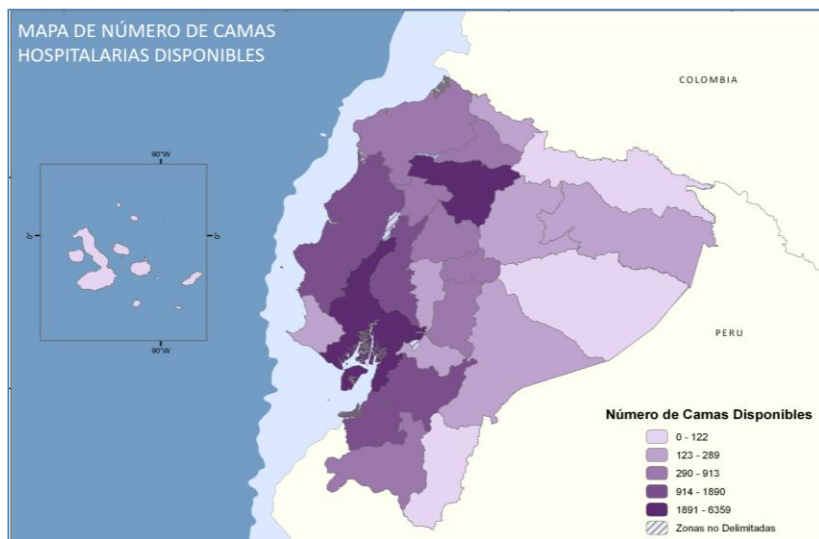 MAPA DE NÚMERO DE CAMAS
HOSPITALARIAS DISPONIBLES
COLOMBIA
90°W
0°
0°
90°W
PERU
Número de Camas Disponibles
0 - 122
123 - 289
290 - 913
914 - 1890
1891 - 6359
Zonas no Delimitadas